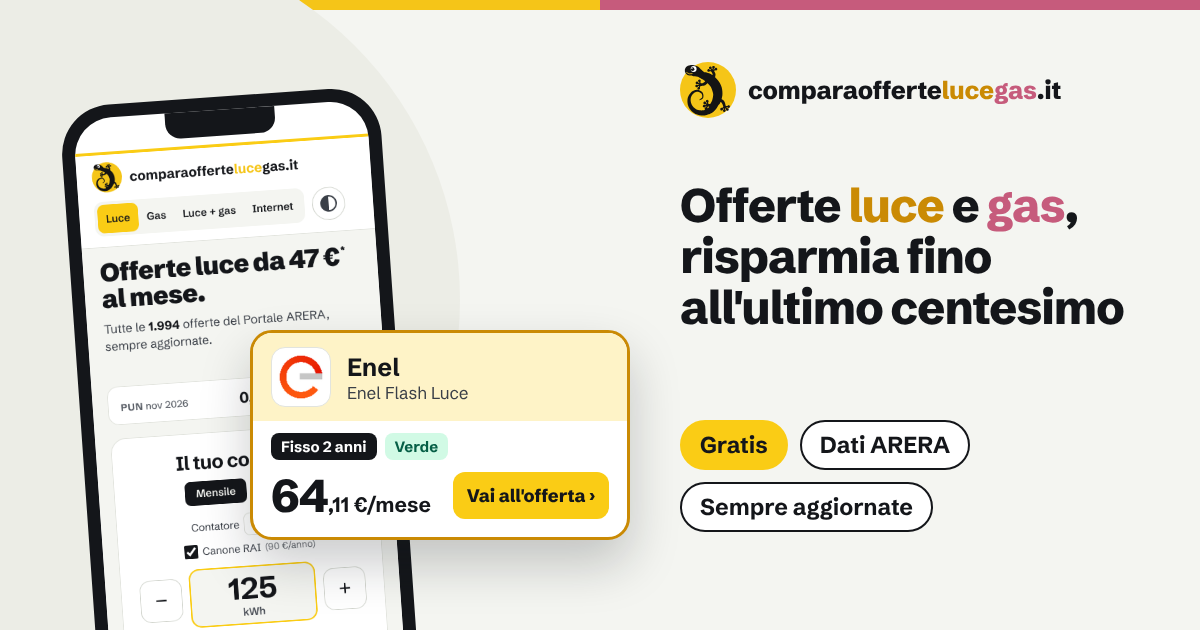 comparaoffertelucegas.it
Luce Gas Luce + gas Internet
Offerte luce da 47 €*
al mese.
Tutte le 1.994 offerte del Portale ARERA,
sempre aggiornate.
PUN nov 2026 0,
Il tuo co
Mensile
Contatore
Canone RAI (90 €/anno)
− 125 +
kWh
Enel
Enel Flash Luce
Fisso 2 anni Verde
64,11 €/mese Vai all'offerta ›
comparaoffertelucegas.it
Offerte luce e gas,
risparmia fino
all'ultimo centesimo
Gratis Dati ARERA
Sempre aggiornate